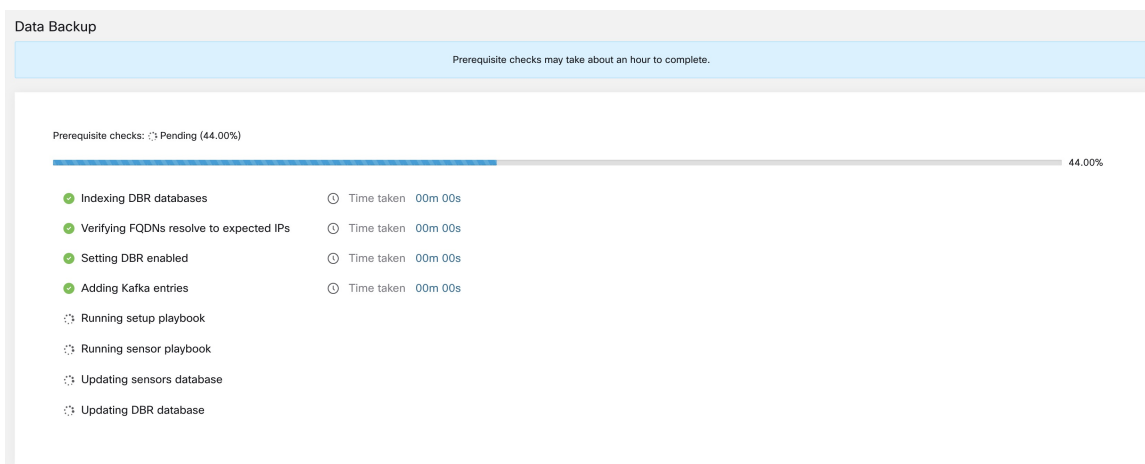 Data Backup
Prerequisite checks may take about an hour to complete.
Prerequisite checks: Pending (44.00%)
44.00%
Indexing DBR databases Time taken 00m 00s
Verifying FQDNs resolve to expected IPs Time taken 00m 00s
Setting DBR enabled Time taken 00m 00s
Adding Kafka entries Time taken 00m 00s
Running setup playbook
Running sensor playbook
Updating sensors database
Updating DBR database